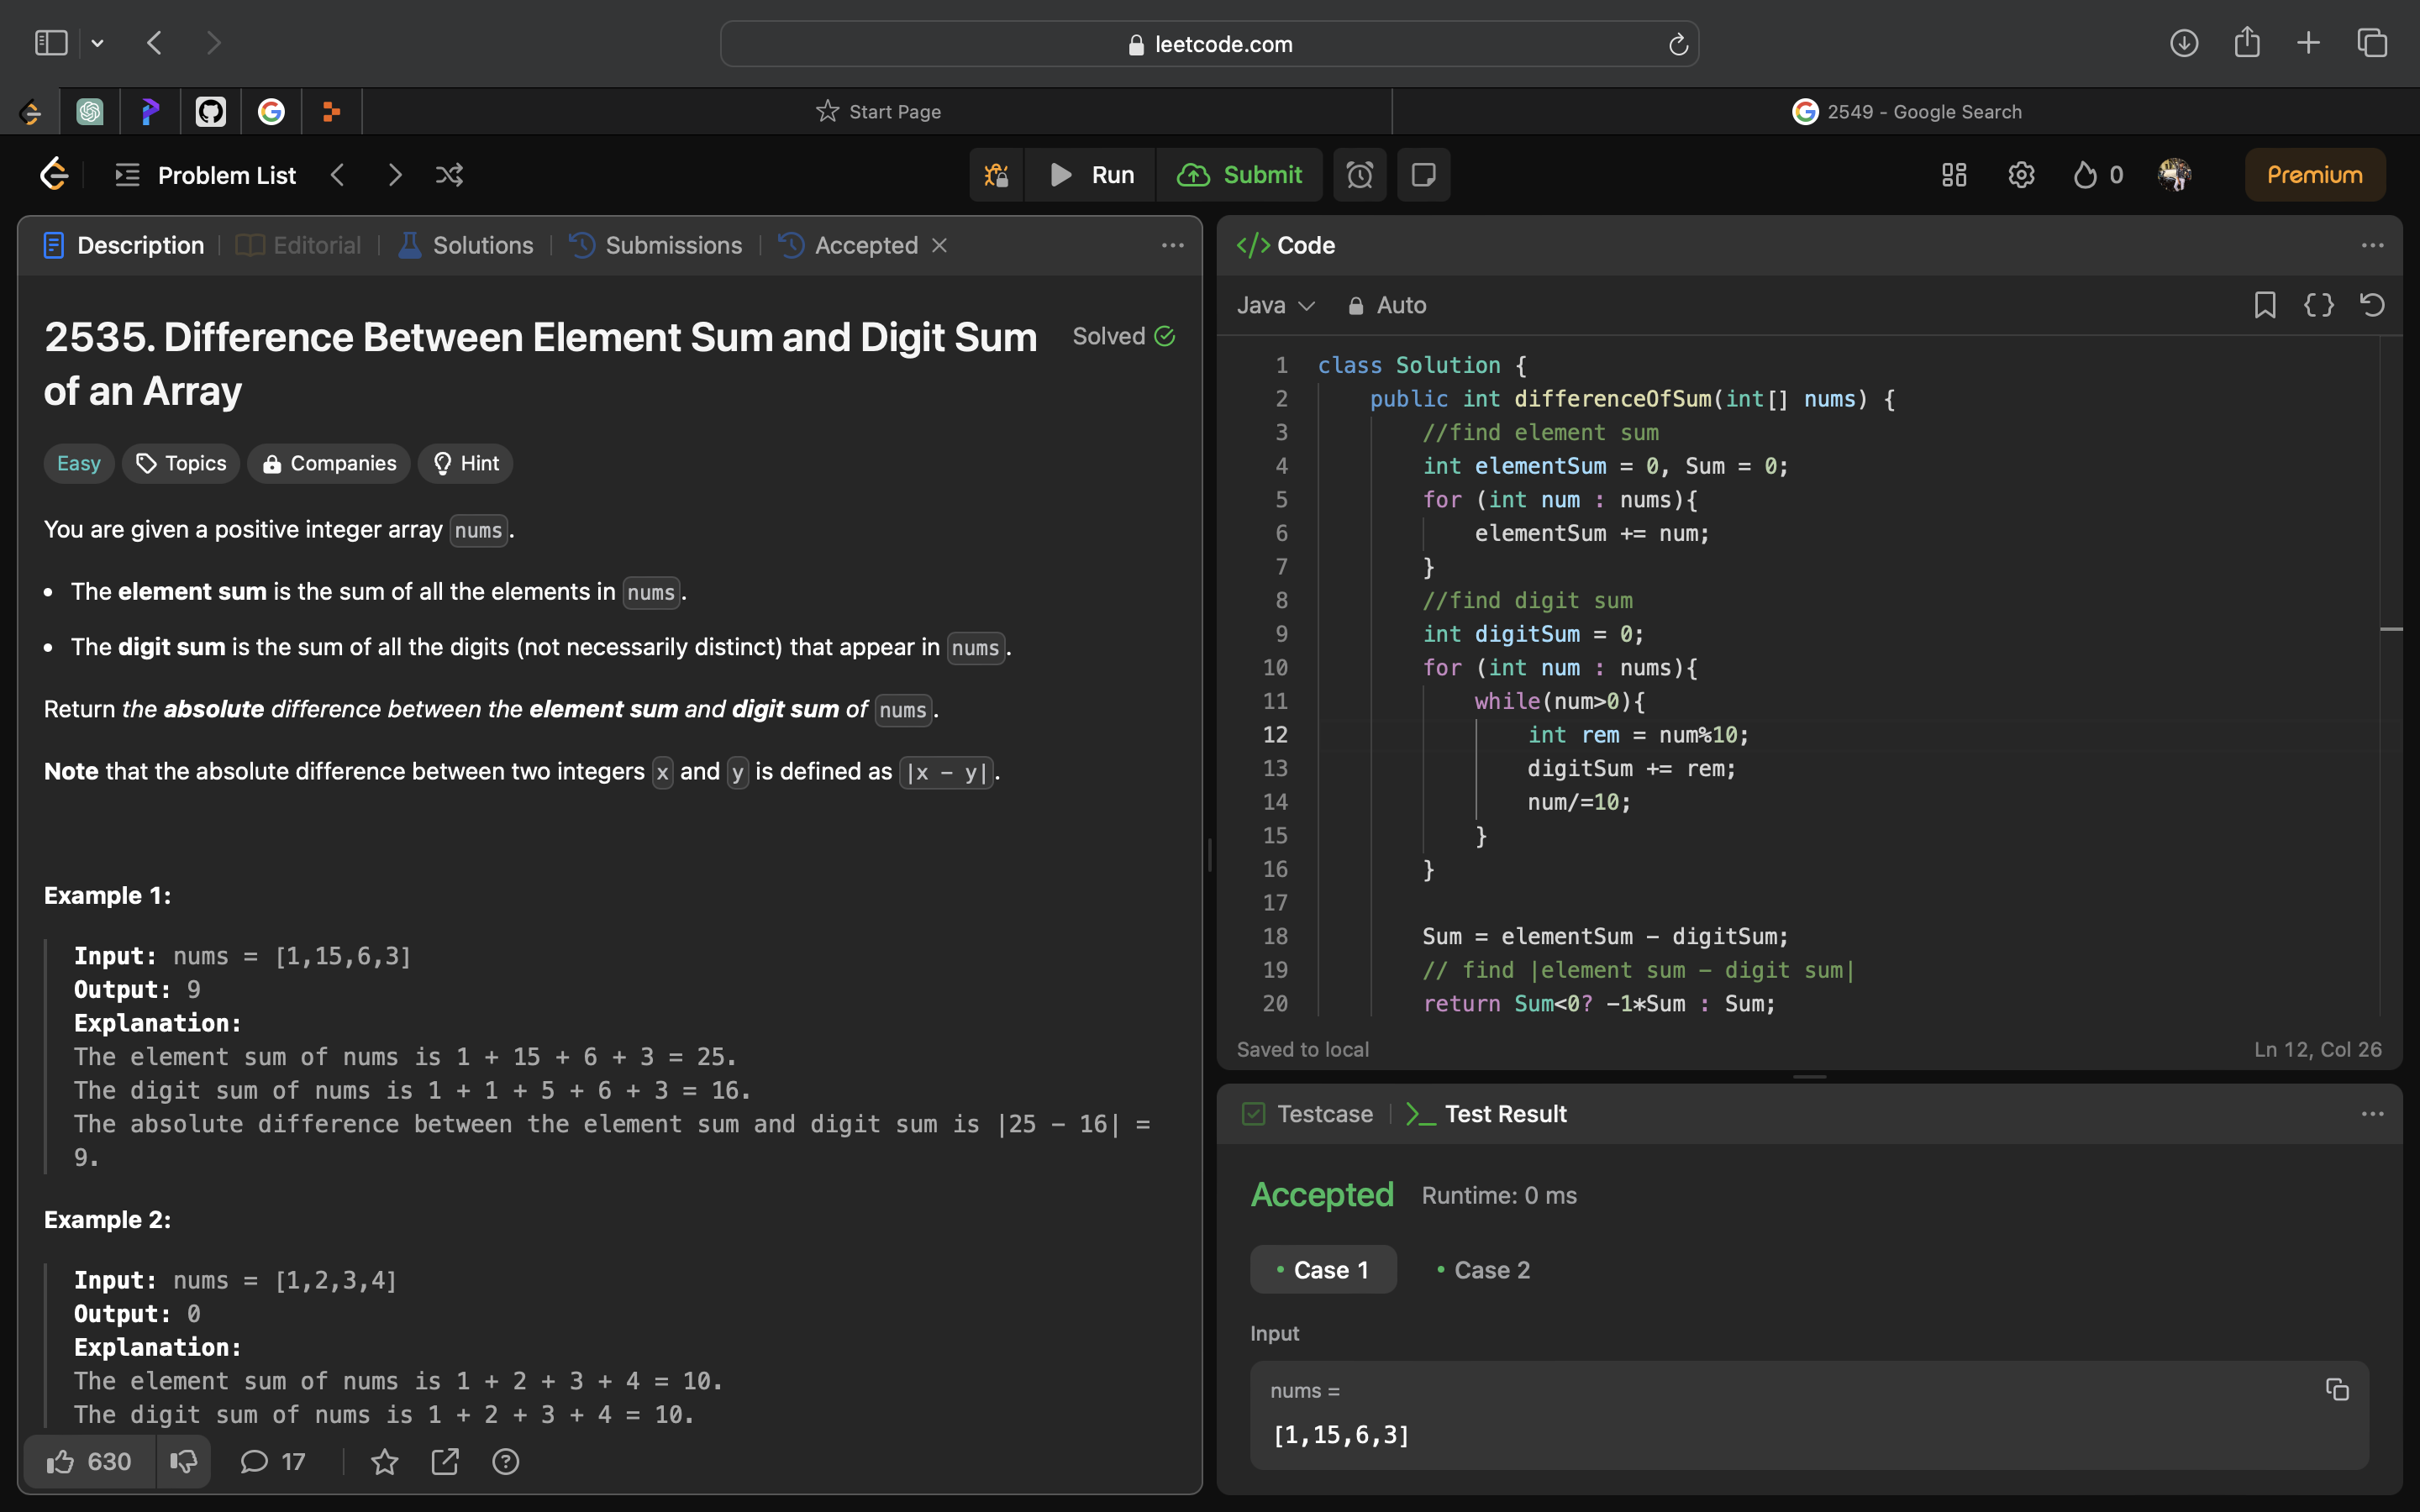 leetcode.com
Start Page
2549 - Google Search
Problem List
Run
Submit
0
Premium
Description
Editorial
Solutions
Submissions
Accepted
2535. Difference Between Element Sum and Digit Sum
of an Array
Solved
Easy
Topics
Companies
Hint
You are given a positive integer array nums.
• The element sum is the sum of all the elements in nums.
• The digit sum is the sum of all the digits (not necessarily distinct) that appear in nums.
Return the absolute difference between the element sum and digit sum of nums.
Note that the absolute difference between two integers x and y is defined as |x - y|.
Example 1:
Input: nums = [1,15,6,3]
Output: 9
Explanation:
The element sum of nums is 1 + 15 + 6 + 3 = 25.
The digit sum of nums is 1 + 1 + 5 + 6 + 3 = 16.
The absolute difference between the element sum and digit sum is |25 - 16| =
9.
Example 2:
Input: nums = [1,2,3,4]
Output: 0
Explanation:
The element sum of nums is 1 + 2 + 3 + 4 = 10.
The digit sum of nums is 1 + 2 + 3 + 4 = 10.
630
17
</> Code
Java
Auto
1 class Solution {
2 public int differenceOfSum(int[] nums) {
3 //find element sum
4 int elementSum = 0, Sum = 0;
5 for (int num : nums){
6 elementSum += num;
7 }
8 //find digit sum
9 int digitSum = 0;
10 for (int num : nums){
11 while(num>0){
12 int rem = num%10;
13 digitSum += rem;
14 num/=10;
15 }
16 }
17
18 Sum = elementSum - digitSum;
19 // find |element sum - digit sum|
20 return Sum<0? -1*Sum : Sum;
Saved to local
Ln 12, Col 26
Testcase
Test Result
Accepted
Runtime: 0 ms
• Case 1
• Case 2
Input
nums =
[1,15,6,3]